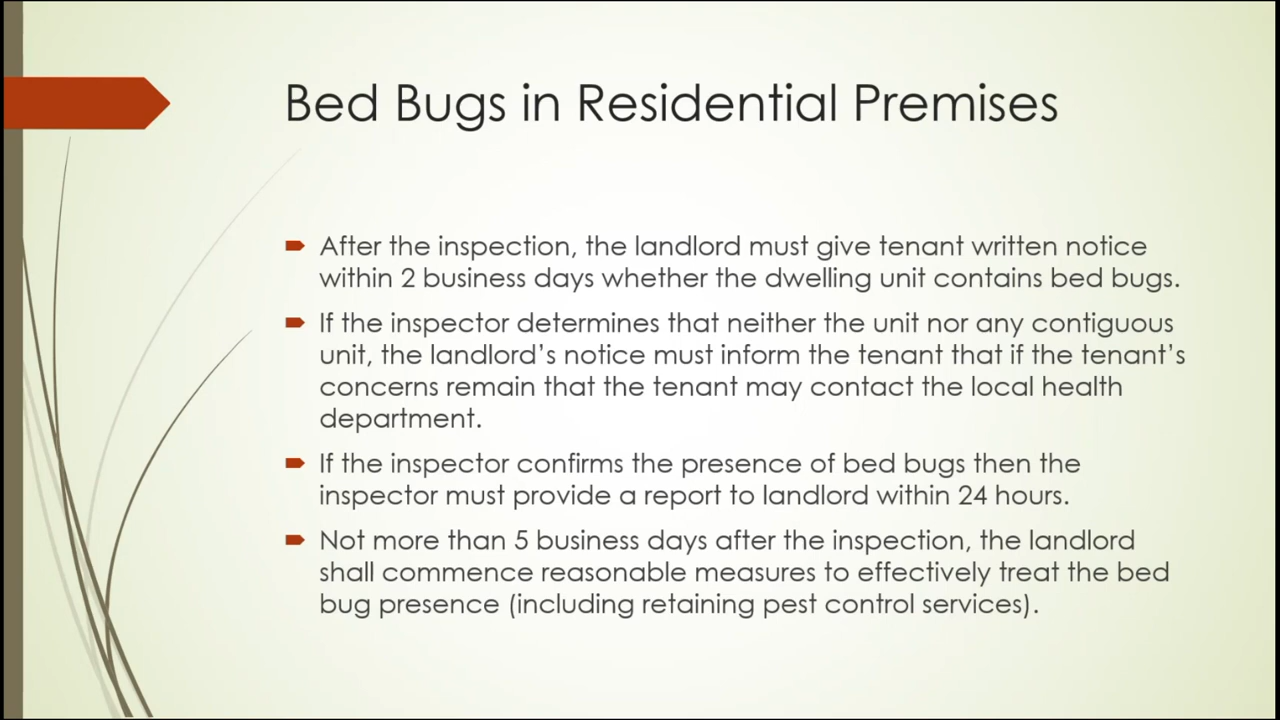 Bed Bugs in Residential Premises
After the inspection, the landlord must give tenant written notice
within 2 business days whether the dwelling unit contains bed bugs.
If the inspector determines that neither the unit nor any contiguous
unit, the landlord’s notice must inform the tenant that if the tenant’s
concerns remain that the tenant may contact the local health
department.
If the inspector confirms the presence of bed bugs then the
inspector must provide a report to landlord within 24 hours.
Not more than 5 business days after the inspection, the landlord
shall commence reasonable measures to effectively treat the bed
bug presence (including retaining pest control services).